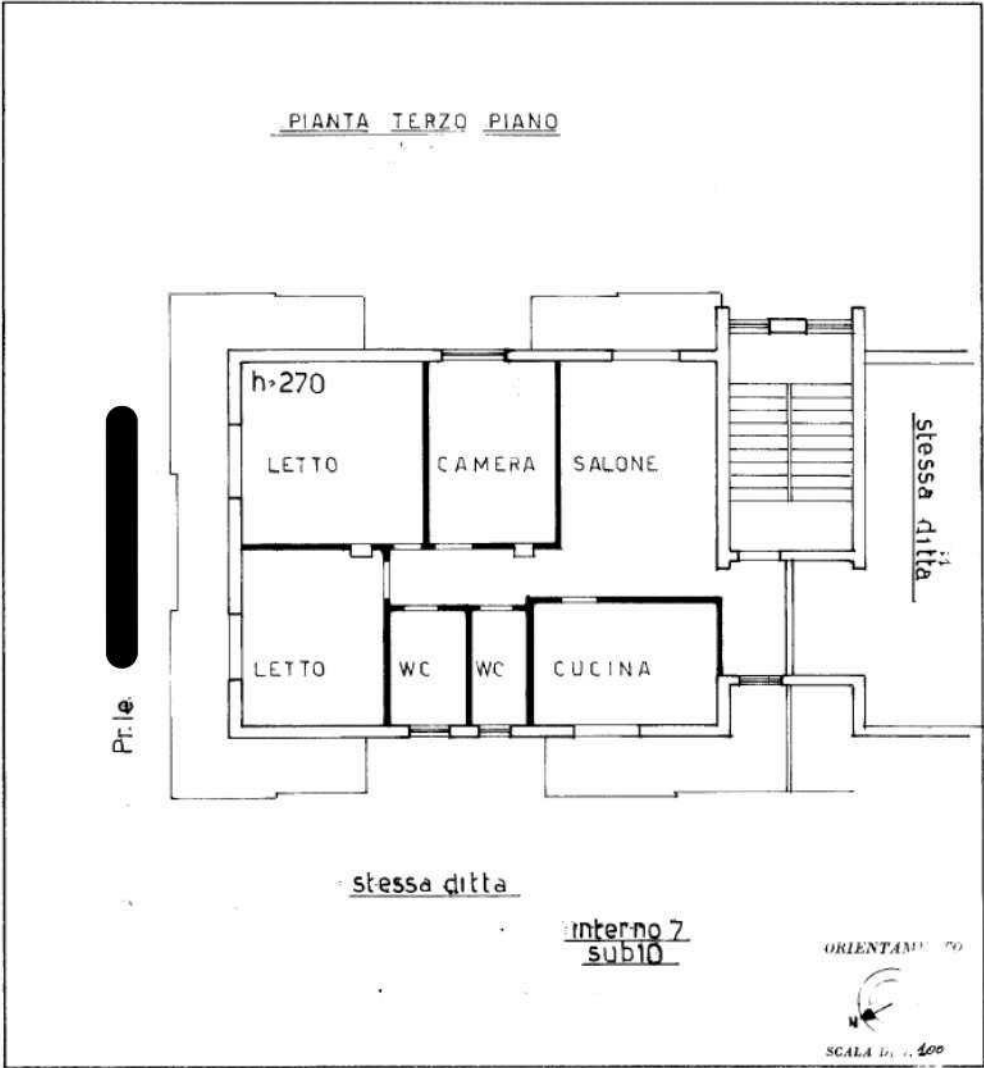 PIANTA TERZO PIANO
h=270
LETTO
CAMERA
SALONE
stessa ditta
LETTO
WC
WC
CUCINA
Pr.le
stessa ditta
interno 7
sub10
N
SCALA